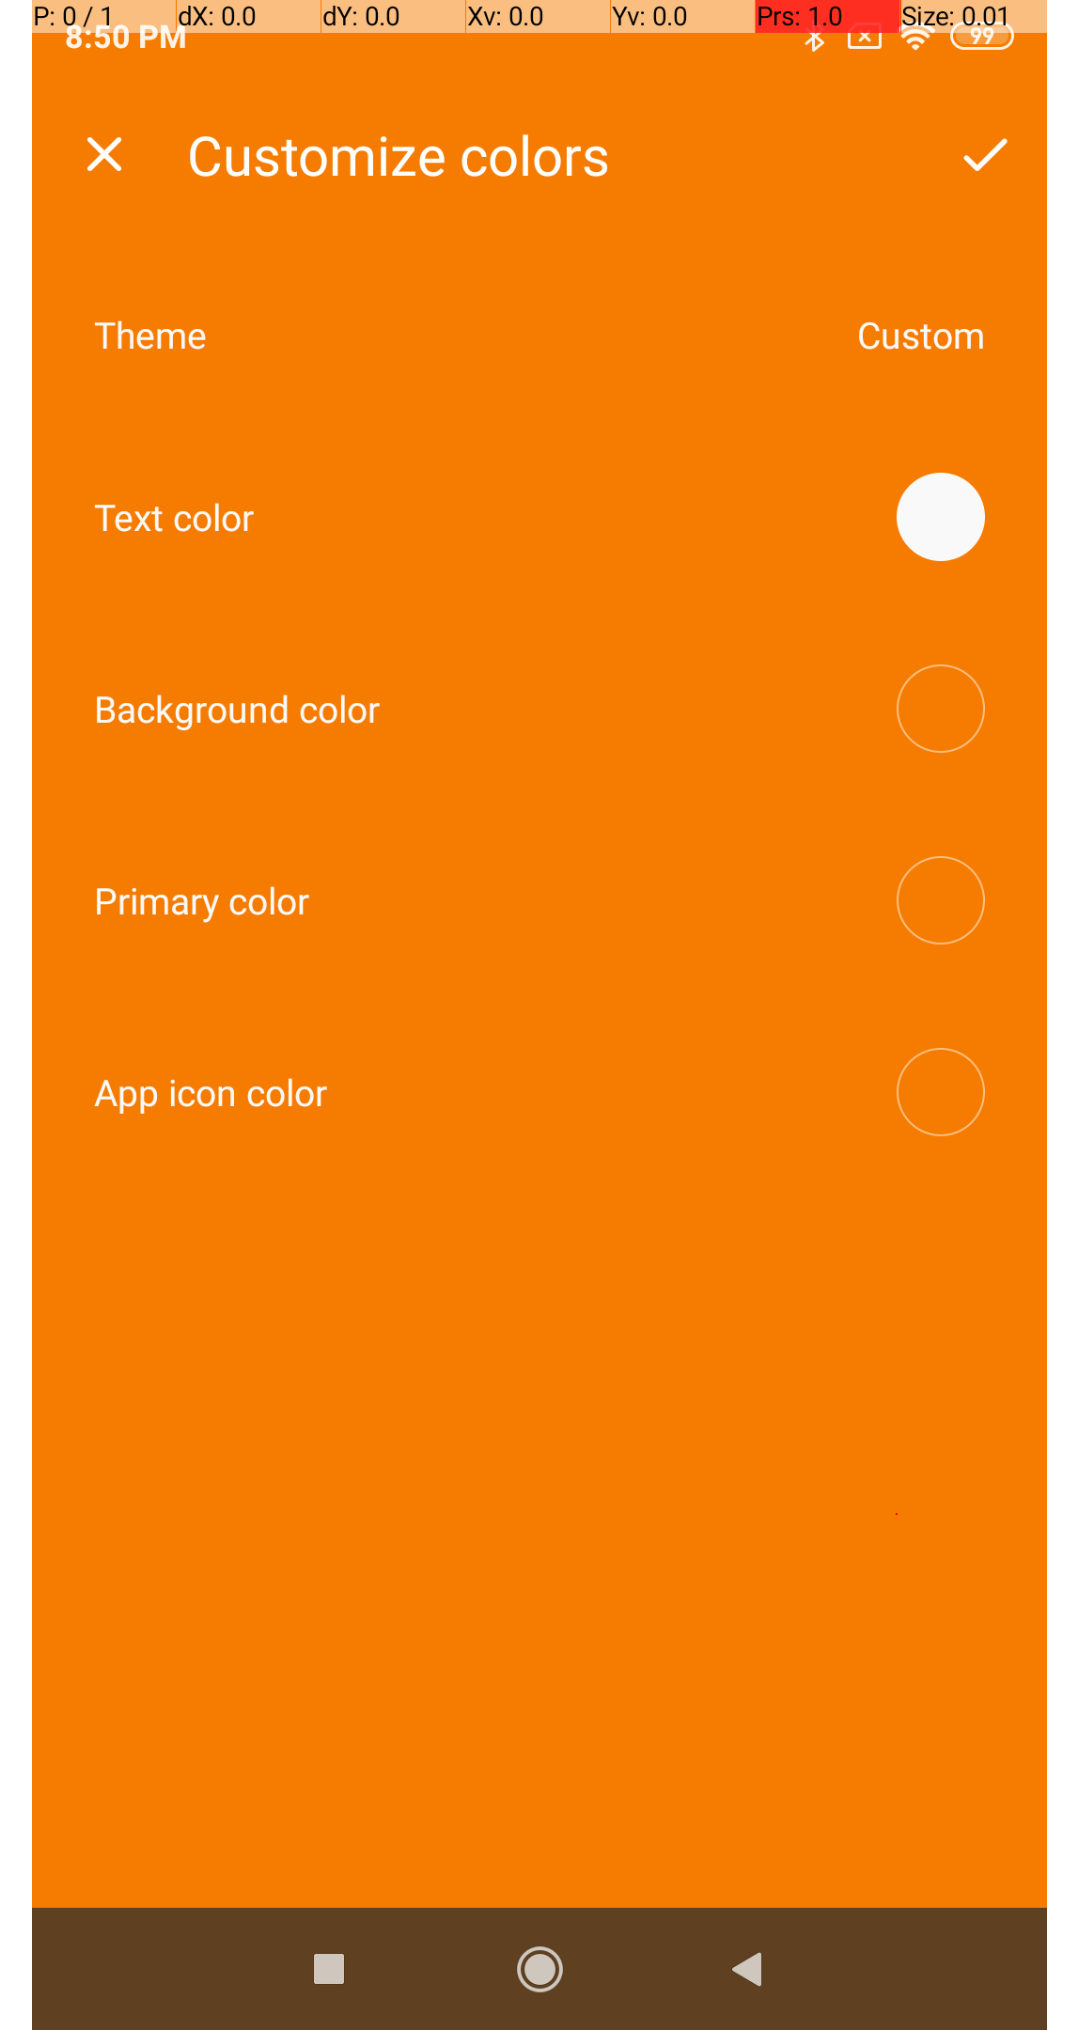 P: 0 / 1 dX: 0.0 dY: 0.0 Xv: 0.0 Yv: 0.0 Prs: 1.0 Size: 0.01
8:50 PM 99
Customize colors
Theme Custom
Text color
Background color
Primary color
App icon color